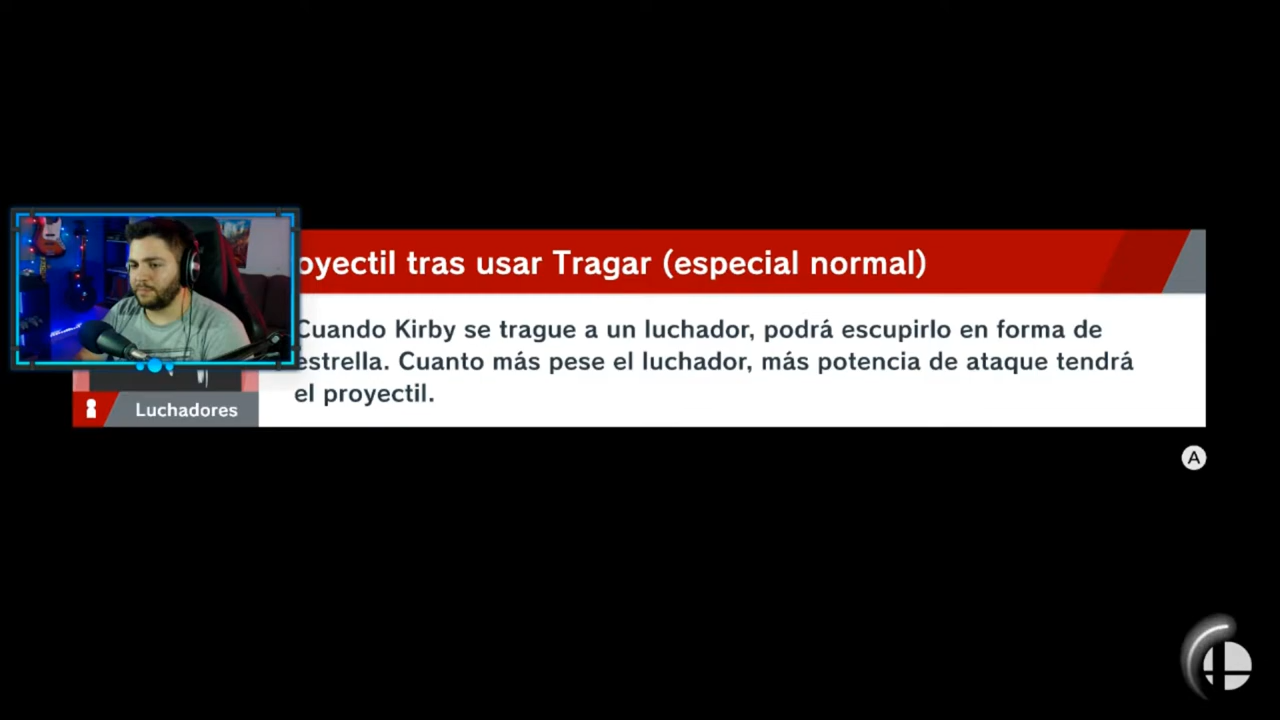 oyectil tras usar Tragar (especial normal)
Cuando Kirby se trague a un luchador, podrá escupirlo en forma de
estrella. Cuanto más pese el luchador, más potencia de ataque tendrá
el proyectil.
Luchadores
A